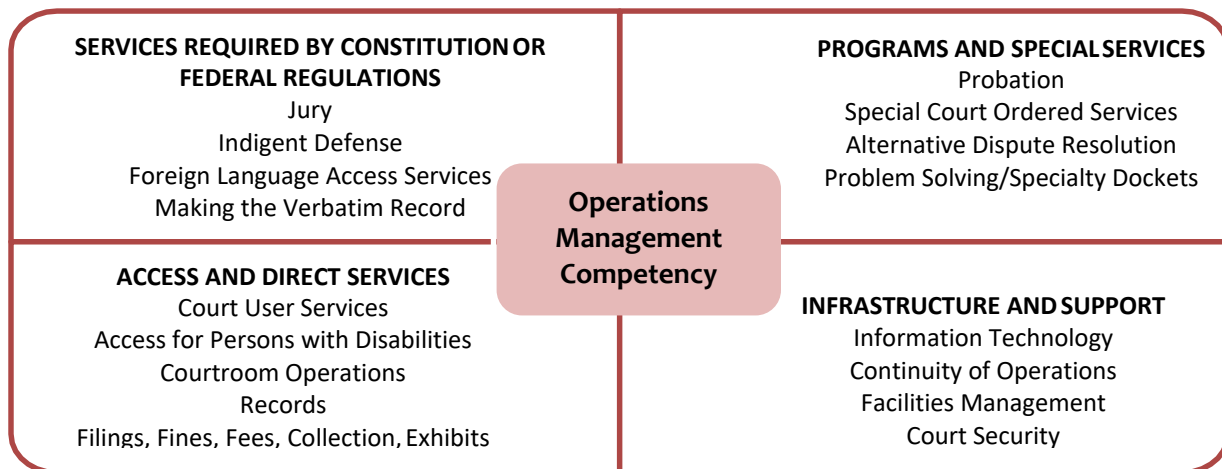 SERVICES REQUIRED BY CONSTITUTION OR
FEDERAL REGULATIONS
Jury
Indigent Defense
Foreign Language Access Services
Making the Verbatim Record
PROGRAMS AND SPECIAL SERVICES
Probation
Special Court Ordered Services
Alternative Dispute Resolution
Problem Solving/Specialty Dockets
Operations
Management
Competency
ACCESS AND DIRECT SERVICES
Court User Services
Access for Persons with Disabilities
Courtroom Operations
Records
Filings, Fines, Fees, Collection, Exhibits
INFRASTRUCTURE AND SUPPORT
Information Technology
Continuity of Operations
Facilities Management
Court Security